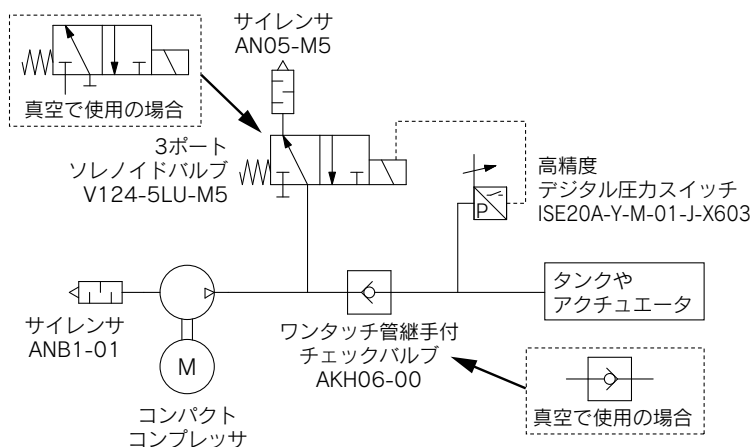 サイレンサ
AN05-M5
真空で使用の場合
3ポート
ソレノイドバルブ
V124-5LU-M5
高精度
デジタル圧力スイッチ
ISE20A-Y-M-01-J-X603
P
タンクや
アクチュエータ
サイレンサ
ANB1-01
M
コンパクト
コンプレッサ
ワンタッチ管継手付
チェックバルブ
AKH06-00
真空で使用の場合